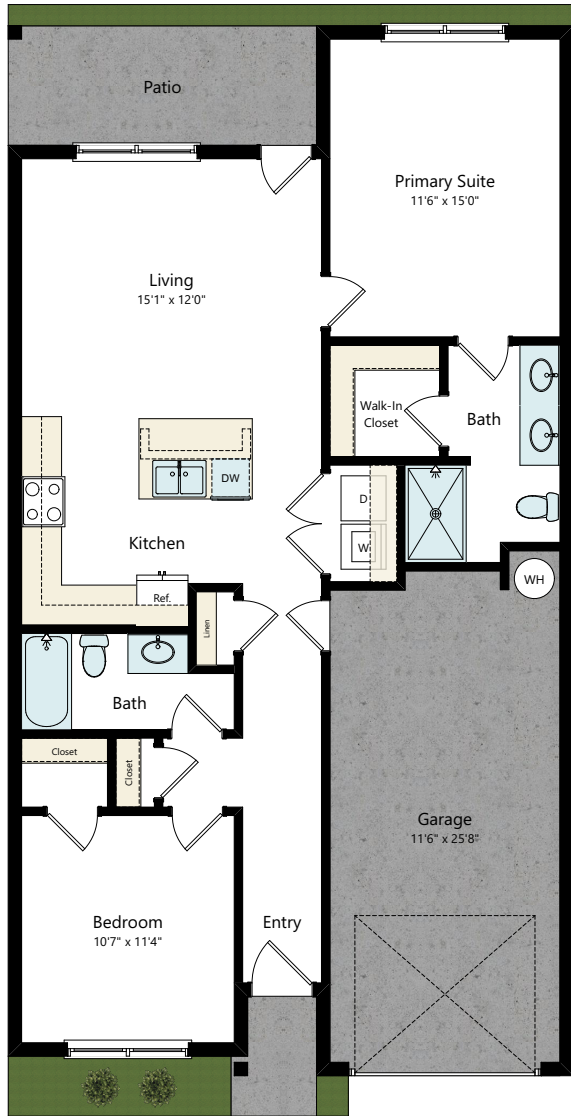 Patio
Primary Suite
11'6" x 15'0"
Living
15'1" x 12'0"
Walk-In
Closet
Bath
DW
D
W
Kitchen
Ref.
WH
Linen
Bath
Closet
Closet
Garage
11'6" x 25'8"
Bedroom
10'7" x 11'4"
Entry